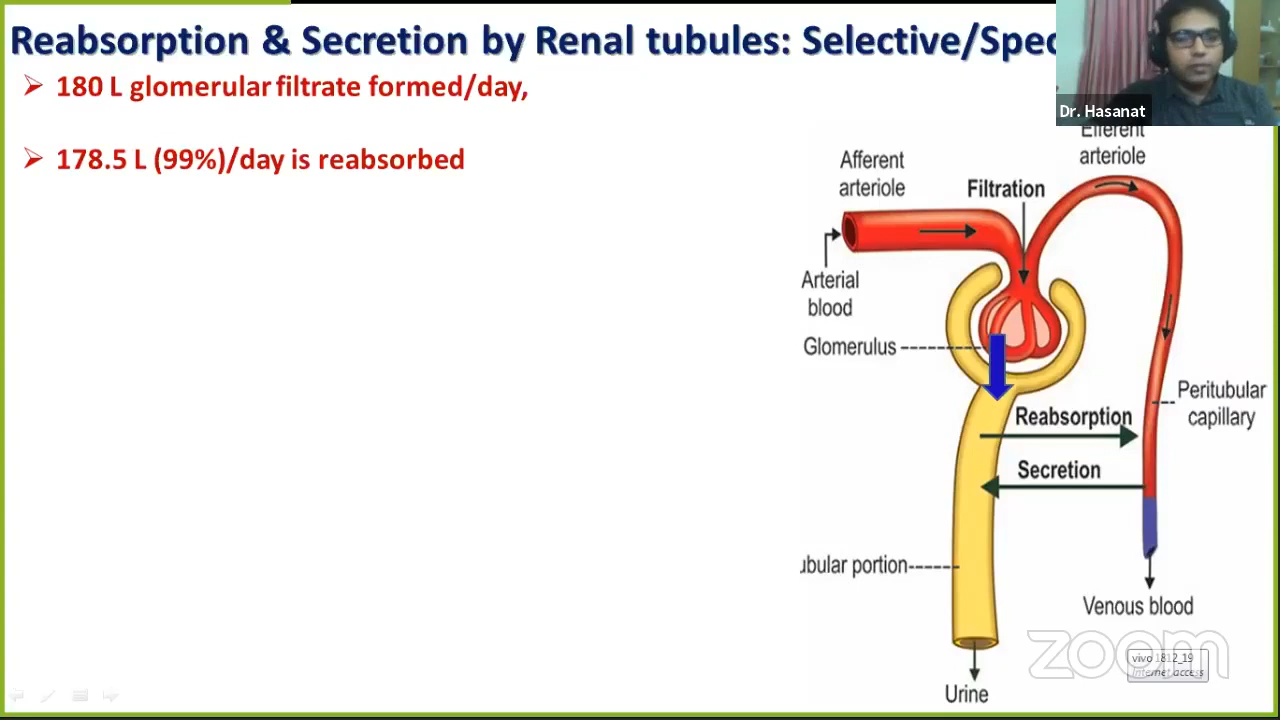 Reabsorption & Secretion by Renal tubules: Selective/Spec
180 L glomerular filtrate formed/day,
178.5 L (99%)/day is reabsorbed
Dr. Hasanat
Efferent
arteriole
Afferent
arteriole
Filtration
Arterial
blood
Glomerulus
Peritubular
capillary
Reabsorption
Secretion
ubular portion
Venous blood
Urine
zoom
vivo 1812_19
Internet access